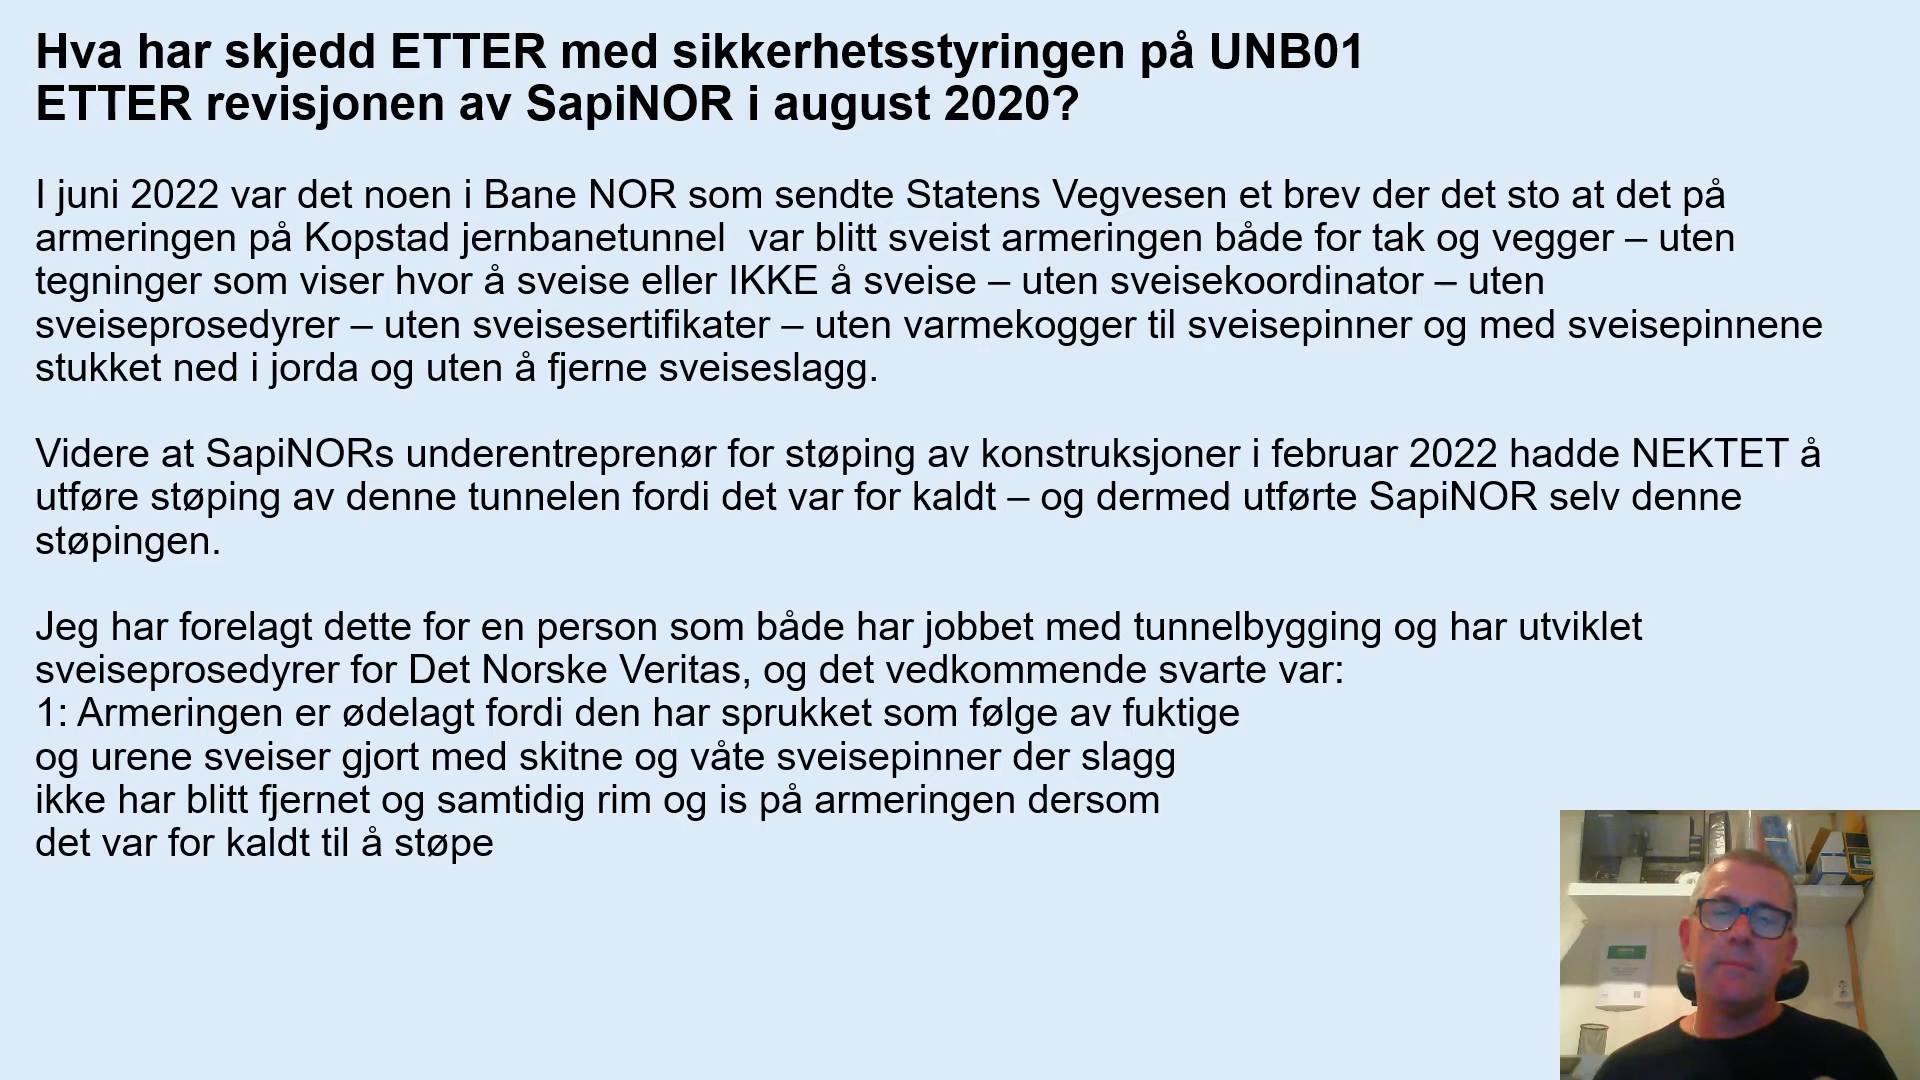 Hva har skjedd ETTER med sikkerhetsstyringen på UNB01
ETTER revisjonen av SapiNOR i august 2020?
I juni 2022 var det noen i Bane NOR som sendte Statens Vegvesen et brev der det sto at det på
armeringen på Kopstad jernbanetunnel  var blitt sveist armeringen både for tak og vegger – uten
tegninger som viser hvor å sveise eller IKKE å sveise – uten sveisekoordinator – uten
sveiseprosedyrer – uten sveisesertifikater – uten varmekogger til sveisepinner og med sveisepinnene
stukket ned i jorda og uten å fjerne sveiseslagg.
Videre at SapiNORs underentreprenør for støping av konstruksjoner i februar 2022 hadde NEKTET å
utføre støping av denne tunnelen fordi det var for kaldt – og dermed utførte SapiNOR selv denne
støpingen.
Jeg har forelagt dette for en person som både har jobbet med tunnelbygging og har utviklet
sveiseprosedyrer for Det Norske Veritas, og det vedkommende svarte var:
1: Armeringen er ødelagt fordi den har sprukket som følge av fuktige
og urene sveiser gjort med skitne og våte sveisepinner der slagg
ikke har blitt fjernet og samtidig rim og is på armeringen dersom
det var for kaldt til å støpe